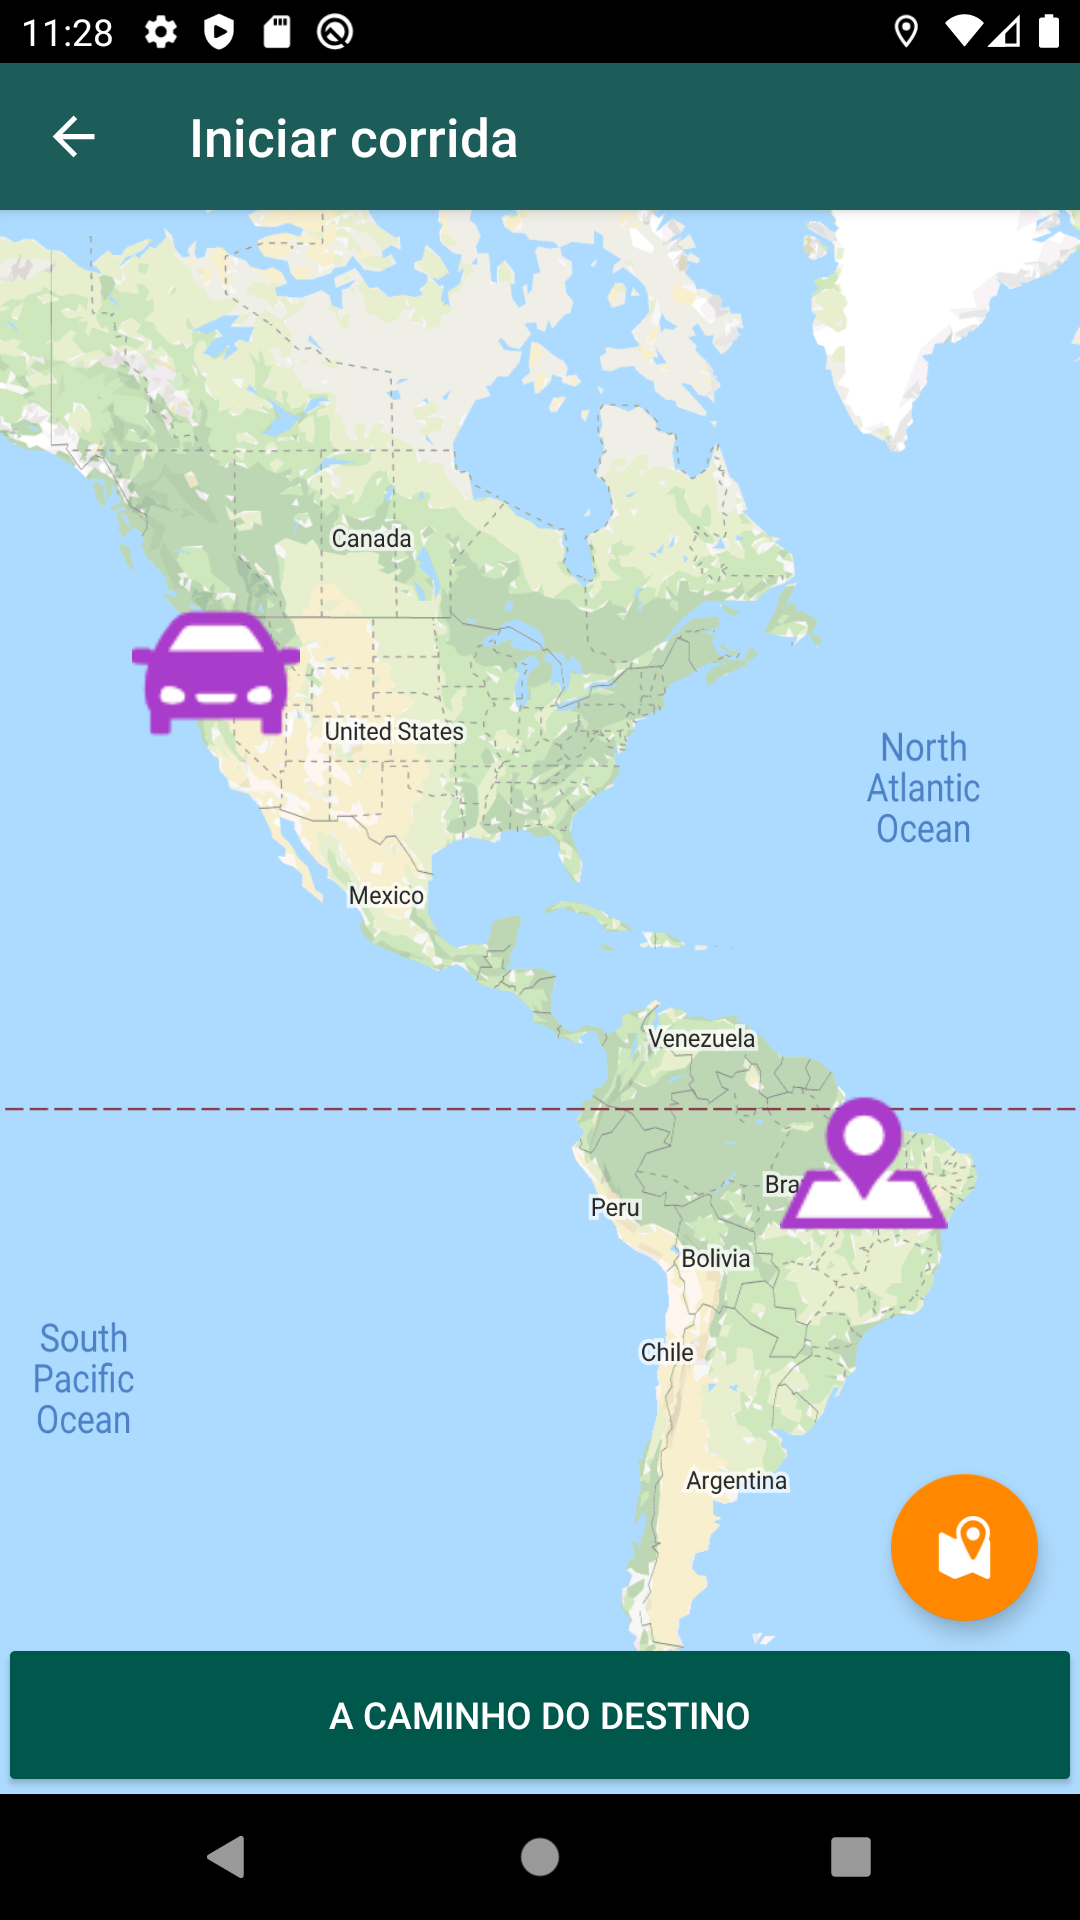 11:28
Iniciar corrida
Canada
United States
North
Atlantic
Ocean
Mexico
Venezuela
Bra
Peru
Bolivia
South
Pacific
Ocean
Chile
Argentina
A CAMINHO DO DESTINO